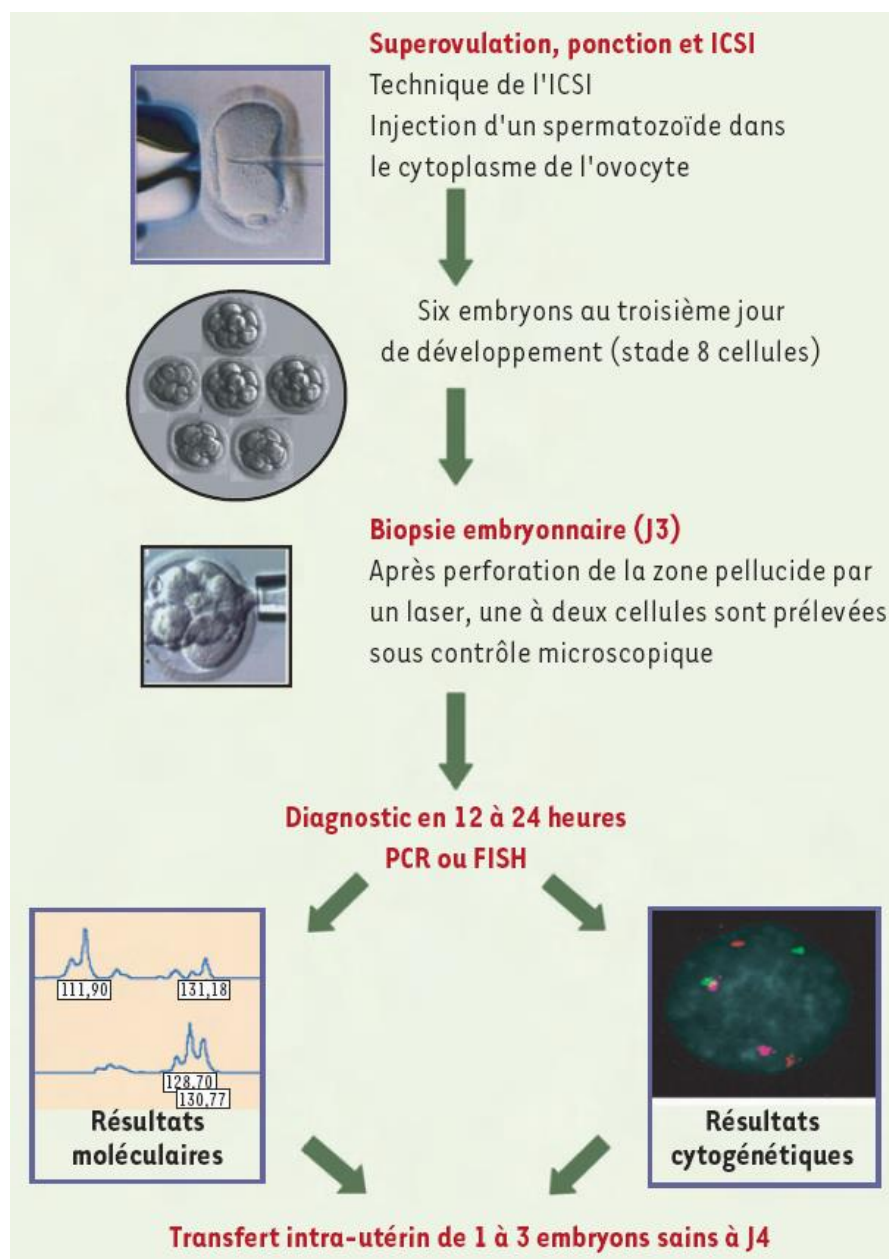 Superovulation, ponction et ICSI
Technique de l'ICSI
Injection d'un spermatozoïde dans
le cytoplasme de l'ovocyte
Six embryons au troisième jour
de développement (stade 8 cellules)
Biopsie embryonnaire (J3)
Après perforation de la zone pellucide par
un laser, une à deux cellules sont prélevées
sous contrôle microscopique
Diagnostic en 12 à 24 heures
PCR ou FISH
111,90
131,18
128,70
130,77
Résultats
moléculaires
Résultats
cytogénétiques
Transfert intra-utérin de 1 à 3 embryons sains à J4